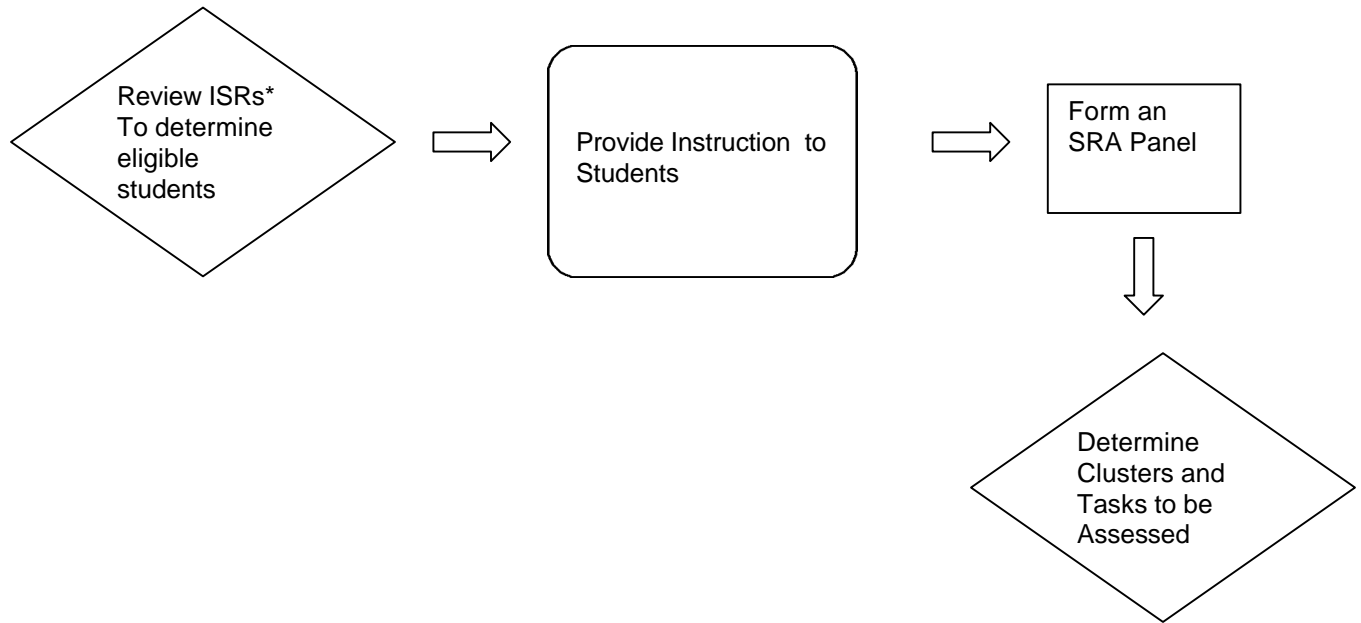 Review ISRs*
To determine
eligible
students
Provide Instruction to
Students
Form an
SRA Panel
Determine
Clusters and
Tasks to be
Assessed